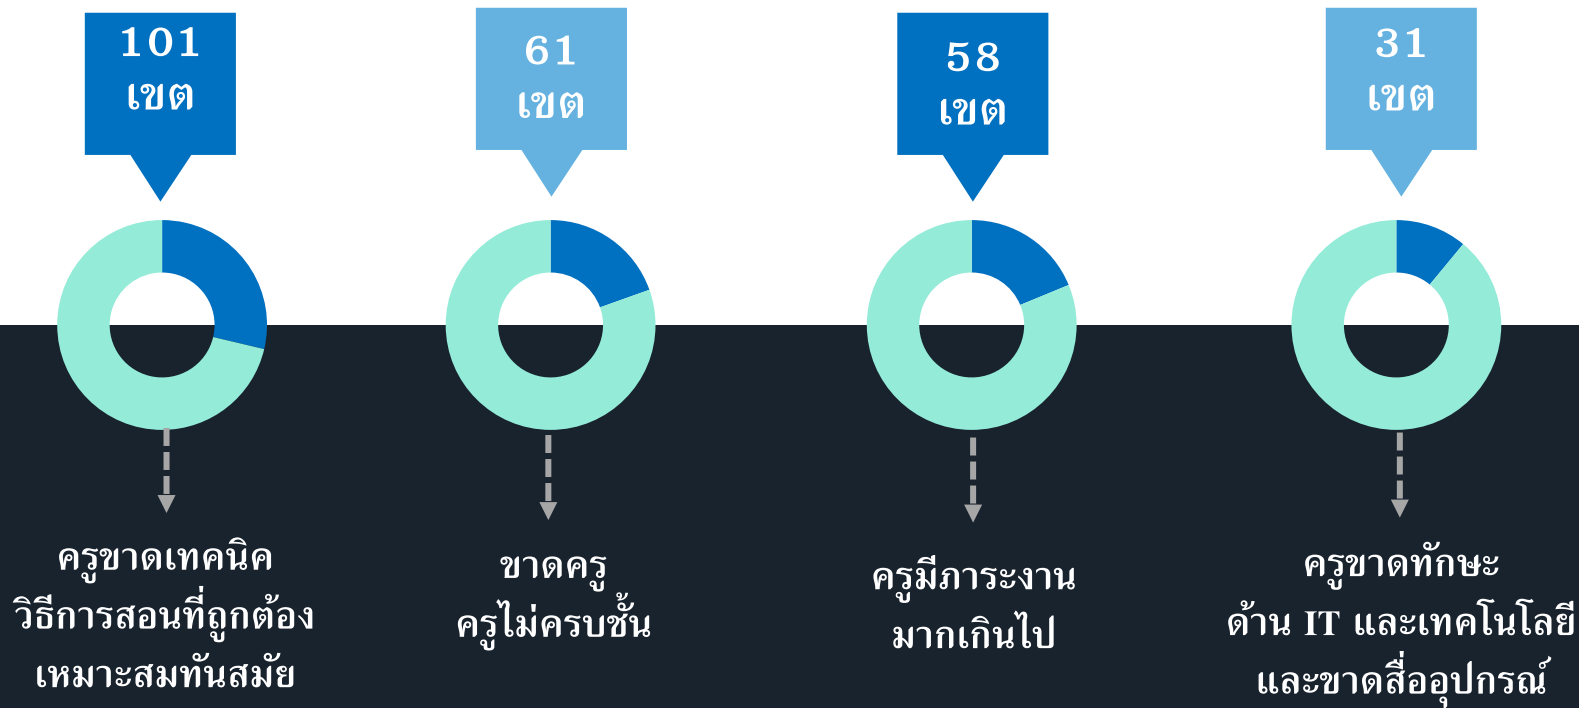 101
เขต
61
เขต
58
เขต
31
เขต
ครูขาดเทคนิค
วิธีการสอนที่ถูกต้อง
เหมาะสมทันสมัย
ขาดครู
ครูไม่ครบชั้น
ครูมีภาระงาน
มากเกินไป
ครูขาดทักษะ
ด้าน IT และเทคโนโลยี
และขาดสื่ออุปกรณ์